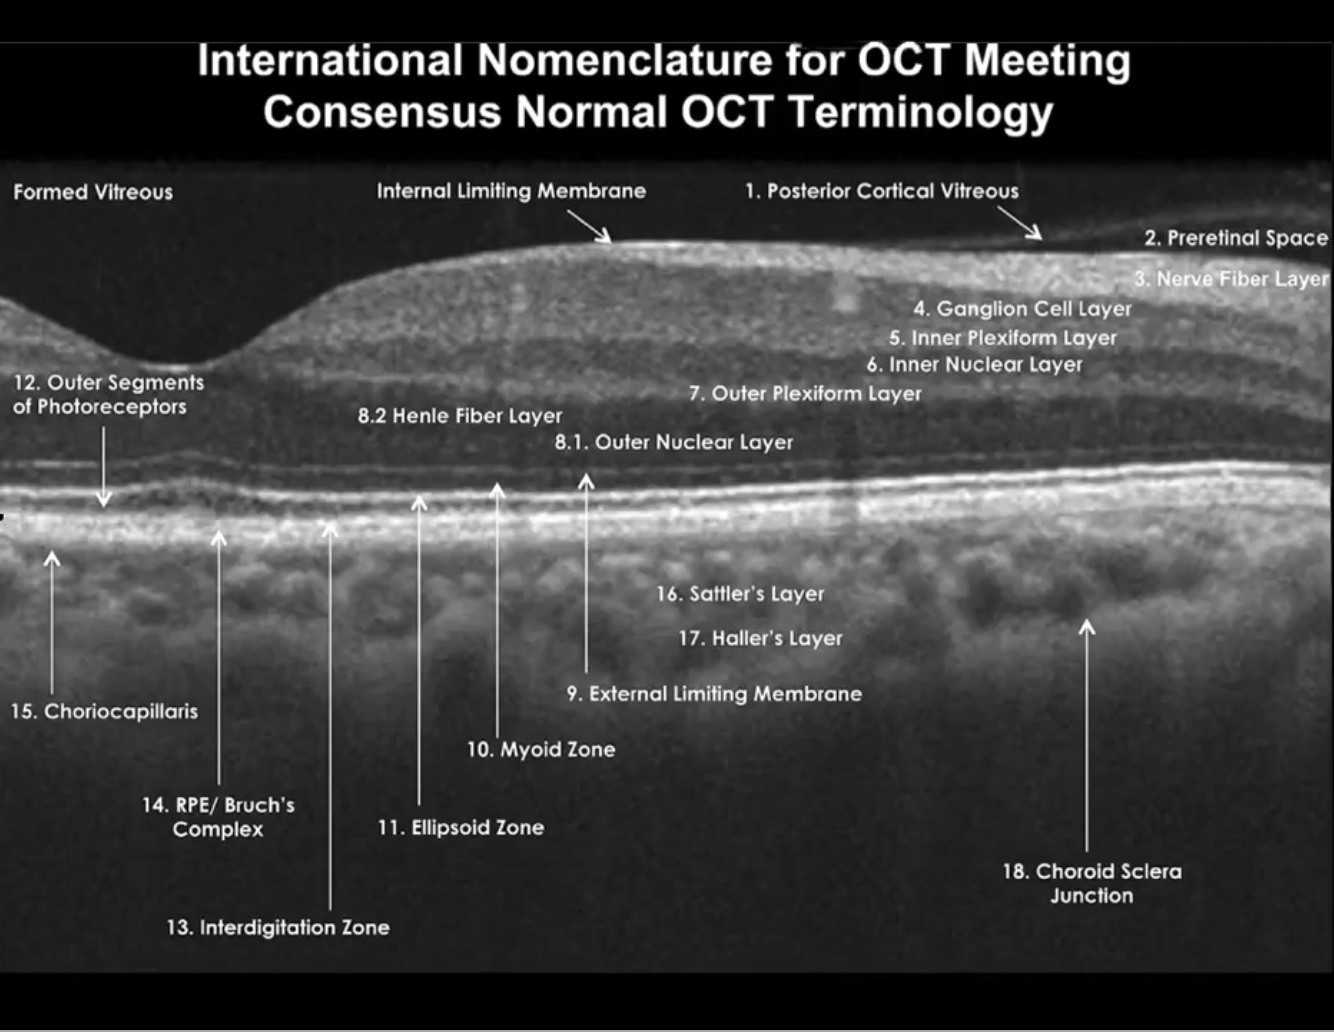 International Nomenclature for OCT Meeting
Consensus Normal OCT Terminology
Formed Vitreous
Internal Limiting Membrane
1. Posterior Cortical Vitreous
2. Preretinal Space
3. Nerve Fiber Layer
4. Ganglion Cell Layer
5. Inner Plexiform Layer
6. Inner Nuclear Layer
12. Outer Segments
of Photoreceptors
7. Outer Plexiform Layer
8.2 Henle Fiber Layer
8.1. Outer Nuclear Layer
16. Sattler's Layer
17. Haller's Layer
9. External Limiting Membrane
15. Choriocapillaris
10. Myoid Zone
14. RPE/ Bruch's
Complex
11. Ellipsoid Zone
18. Choroid Sclera
Junction
13. Interdigitation Zone